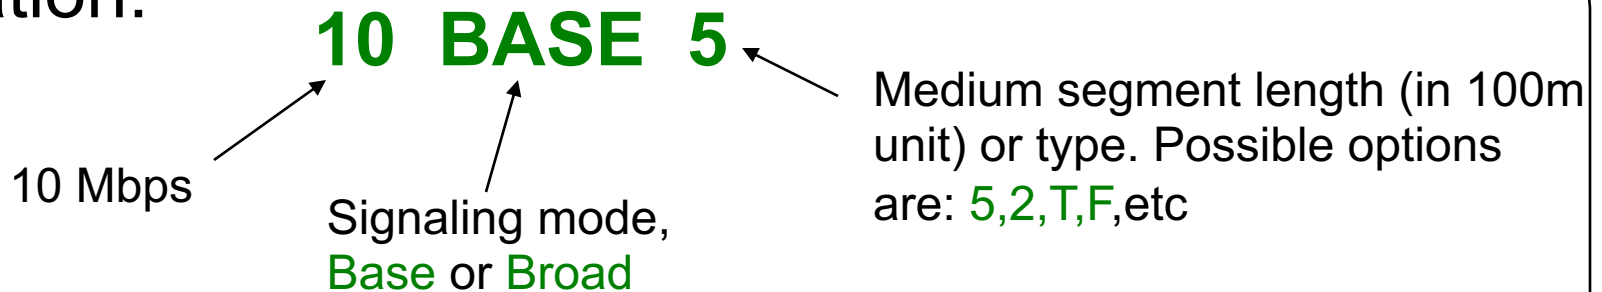 10 BASE 5
Medium segment length (in 100m
unit) or type. Possible options
are: 5,2,T,F,etc
10 Mbps
Signaling mode,
Base or Broad